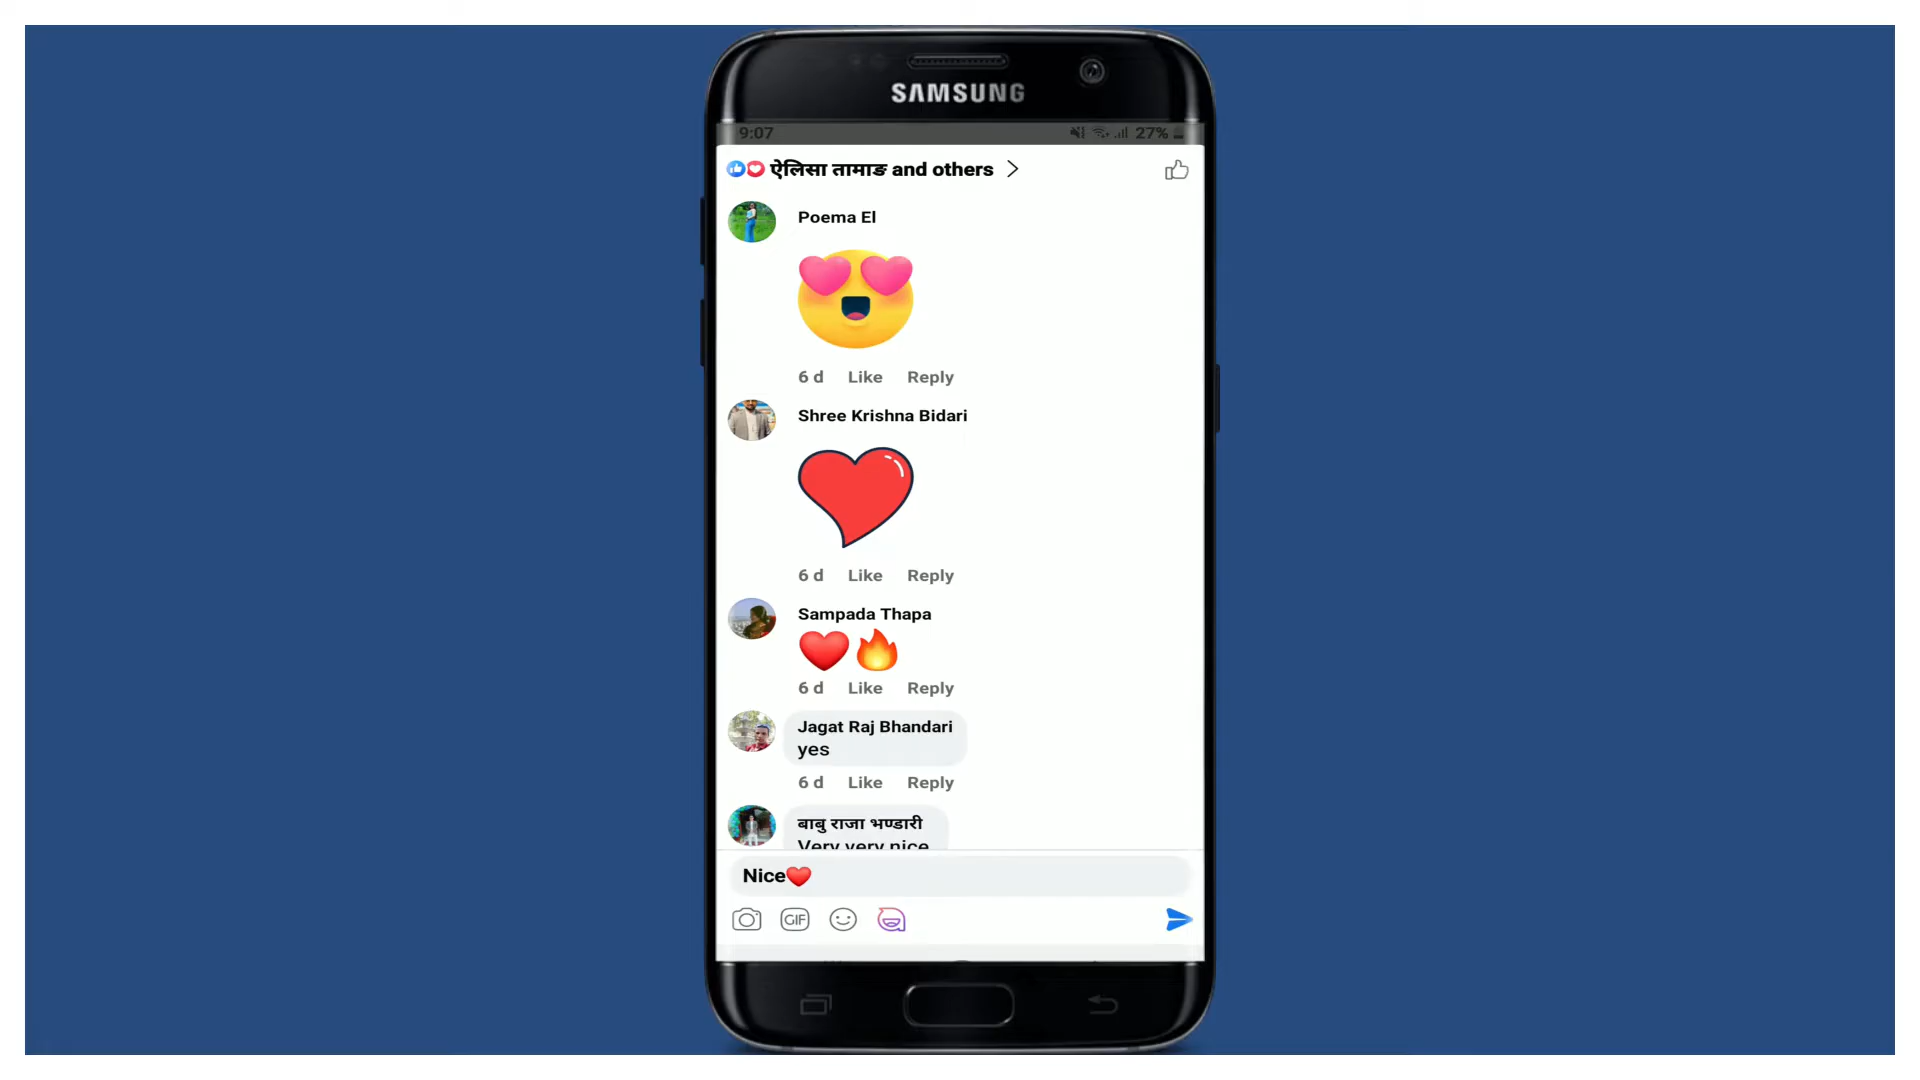 SAMSUNG
9:07 27%
ऐलिसा तामाङ and others
Poema El
6 d Like Reply
Shree Krishna Bidari
6 d Like Reply
Sampada Thapa
❤️🔥
6 d Like Reply
Jagat Raj Bhandari
yes
6 d Like Reply
बाबु राजा भण्डारी
Very very nice
Nice❤️
GIF